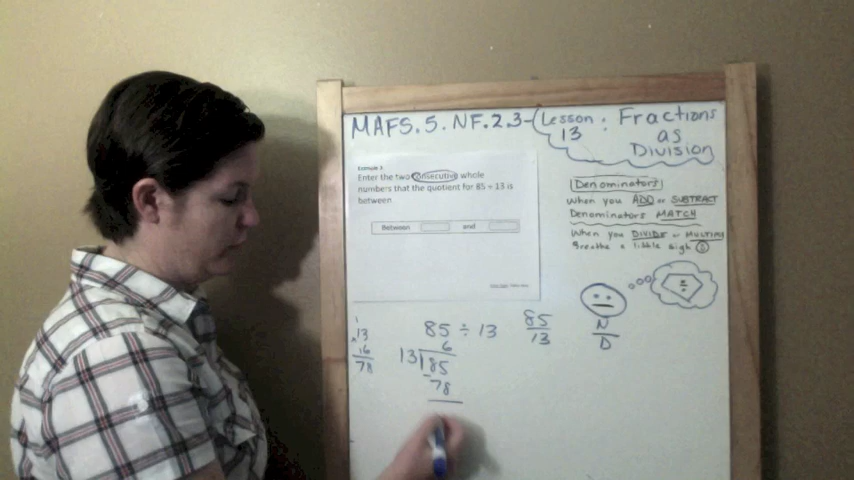 MAFS.5.NF.2.3-
Lesson 13:
Fractions
as
Division
Enter the two consecutive whole
numbers that the quotient for 85 ÷ 13 is
between.
Between and
Denominators
When you ADD or SUBTRACT
Denominators MATCH
When you DIVIDE or MULTIPLY
Breathe a little sigh
÷
N
D
1
13
x 6
78
85 ÷ 13
6
13 85
- 78
85
13